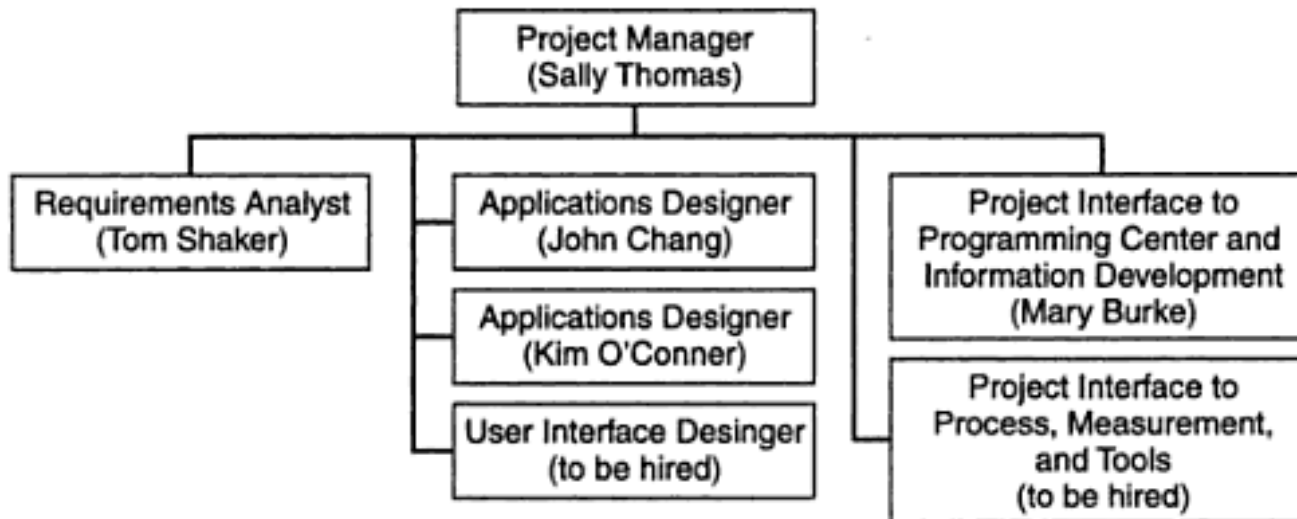 Project Manager
(Sally Thomas)
Requirements Analyst
(Tom Shaker)
Applications Designer
(John Chang)
Applications Designer
(Kim O'Conner)
User Interface Desinger
(to be hired)
Project Interface to
Programming Center and
Information Development
(Mary Burke)
Project Interface to
Process, Measurement,
and Tools
(to be hired)